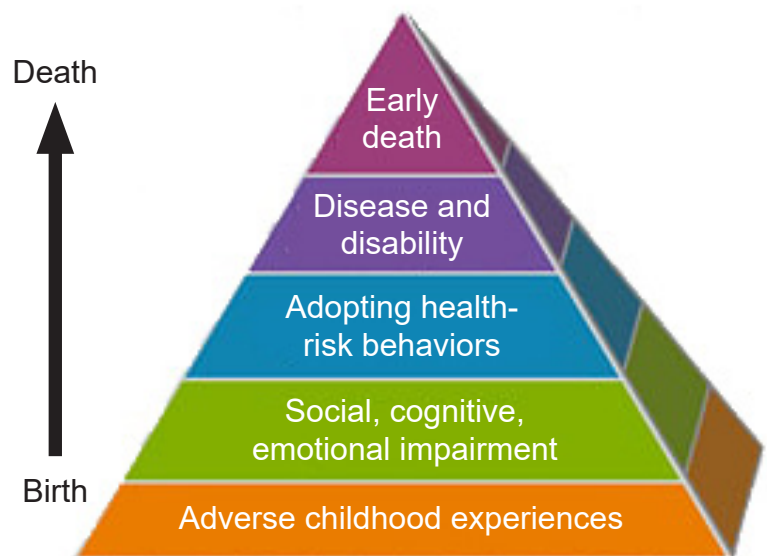 Death
Early
death
Disease and
disability
Adopting health-
risk behaviors
Social, cognitive,
emotional impairment
Birth
Adverse childhood experiences